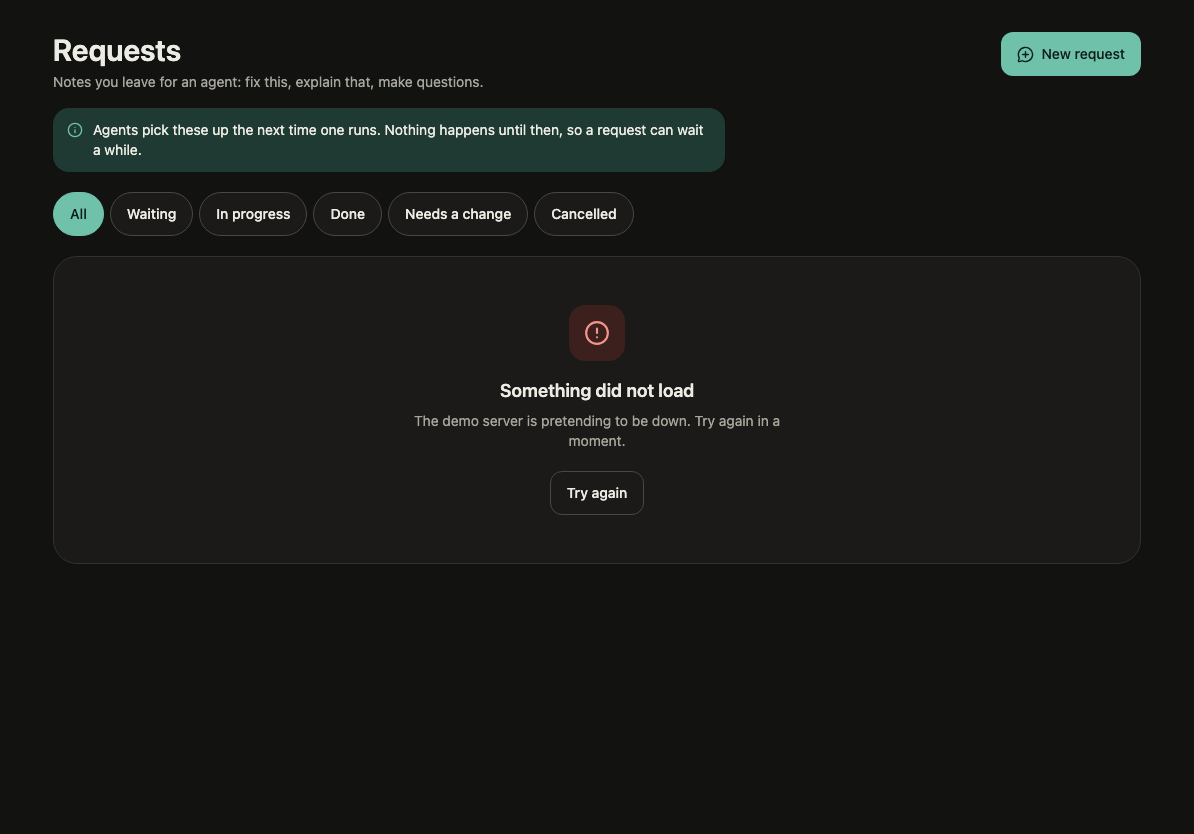 Requests
New request
Notes you leave for an agent: fix this, explain that, make questions.
Agents pick these up the next time one runs. Nothing happens until then, so a request can wait
a while.
All
Waiting
In progress
Done
Needs a change
Cancelled
Something did not load
The demo server is pretending to be down. Try again in a
moment.
Try again